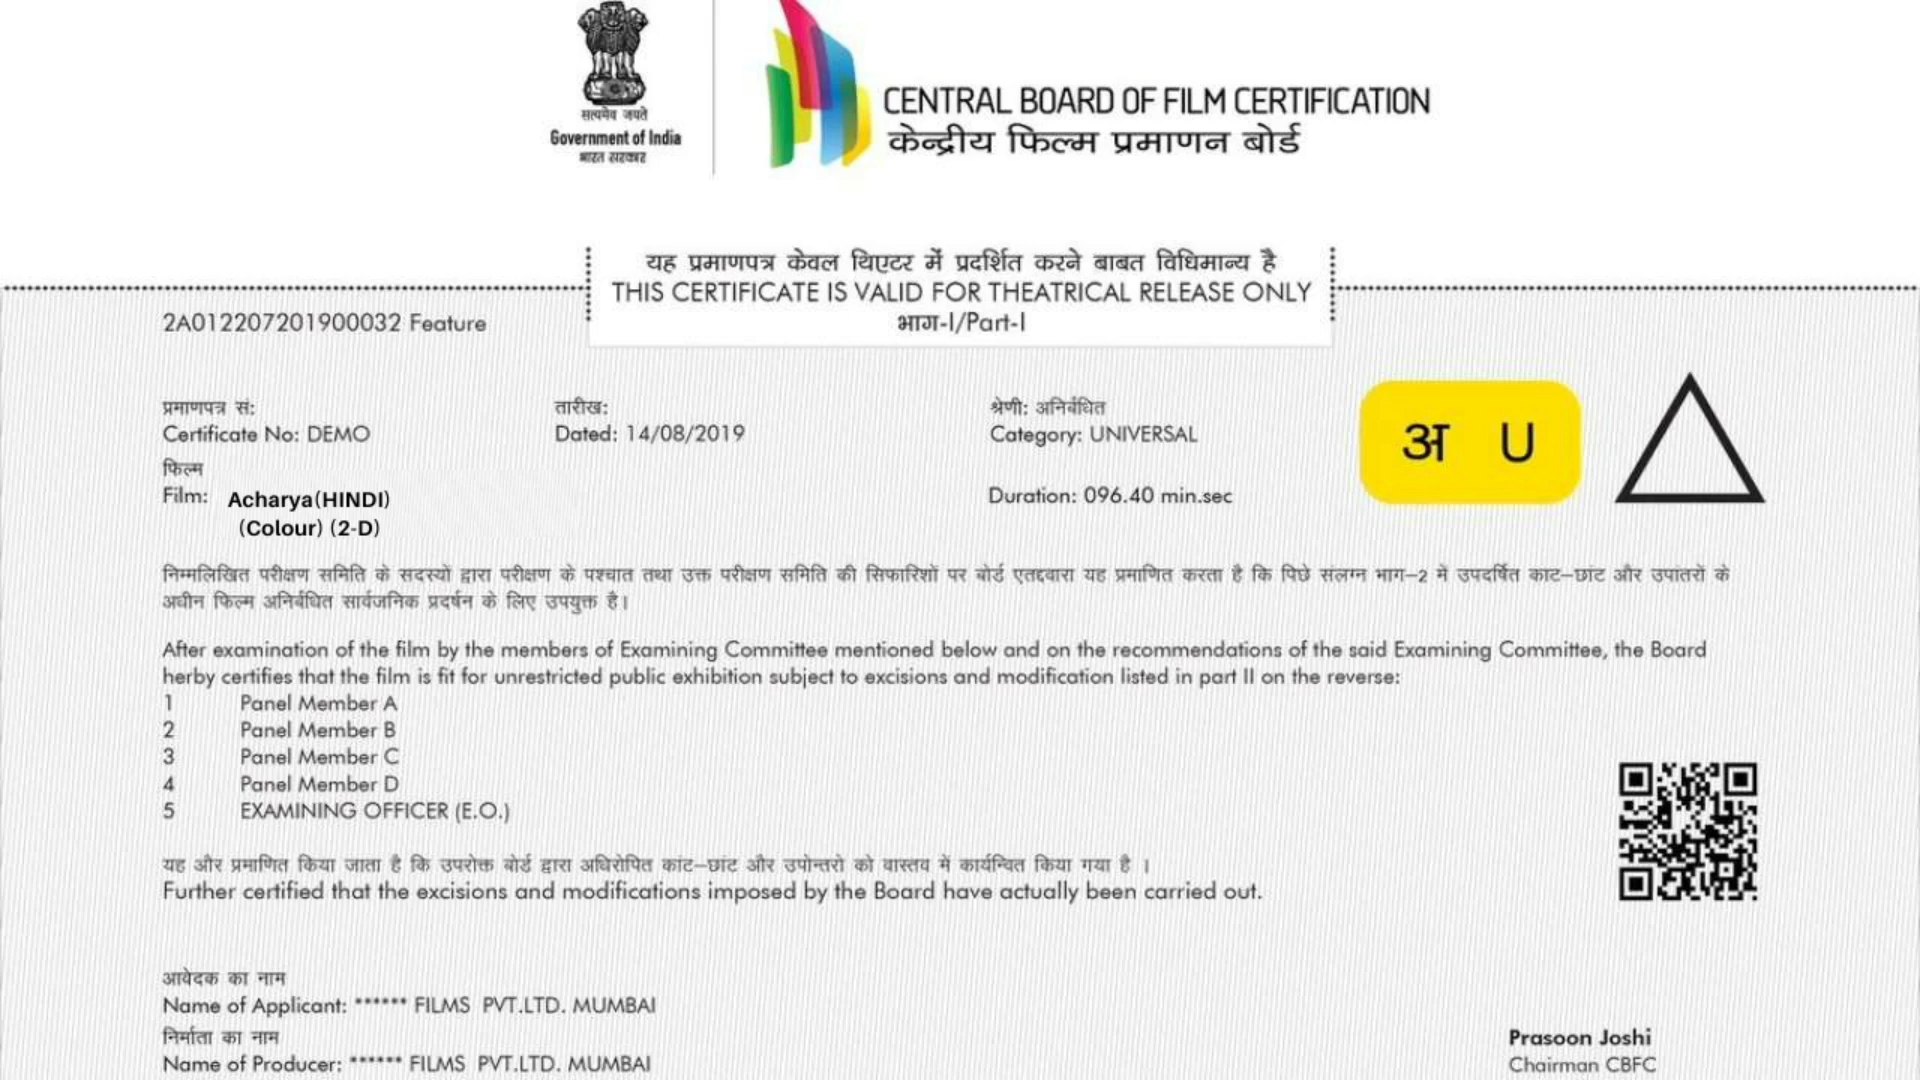 सत्यमेव जयते
Government of India
भारत सरकार
CENTRAL BOARD OF FILM CERTIFICATION
केन्द्रीय फिल्म प्रमाणन बोर्ड
यह प्रमाणपत्र केवल थिएटर में प्रदर्शित करने बाबत विधिमान्य है
THIS CERTIFICATE IS VALID FOR THEATRICAL RELEASE ONLY
भाग-I/Part-I
2A012207201900032 Feature
प्रमाणपत्र सं:
Certificate No: DEMO
तारीख:
Dated: 14/08/2019
श्रेणी: अनिर्बंधित
Category: UNIVERSAL
अ U
फिल्म
Film: Acharya(HINDI)
(Colour) (2-D)
Duration: 096.40 min.sec
निम्नलिखित परीक्षण समिति के सदस्यों द्वारा परीक्षण के पश्चात तथा उक्त परीक्षण समिति की सिफारिशों पर बोर्ड एतद्दवारा यह प्रमाणित करता है कि पिछे संलग्न भाग-2 में उपदर्षित काट-छांट और उपांतरों के
अधीन फिल्म अनिर्बंधित सार्वजनिक प्रदर्षन के लिए उपयुक्त है।
After examination of the film by the members of Examining Committee mentioned below and on the recommendations of the said Examining Committee, the Board
herby certifies that the film is fit for unrestricted public exhibition subject to excisions and modification listed in part II on the reverse:
1 Panel Member A
2 Panel Member B
3 Panel Member C
4 Panel Member D
5 EXAMINING OFFICER (E.O.)
यह और प्रमाणित किया जाता है कि उपरोक्त बोर्ड द्वारा अधिरोपित कांट-छांट और उपोन्तरो को वास्तव में कार्यन्वित किया गया है ।
Further certified that the excisions and modifications imposed by the Board have actually been carried out.
आवेदक का नाम
Name of Applicant: ****** FILMS PVT.LTD. MUMBAI
निर्माता का नाम
Name of Producer: ****** FILMS PVT.LTD. MUMBAI
Prasoon Joshi
Chairman CBFC